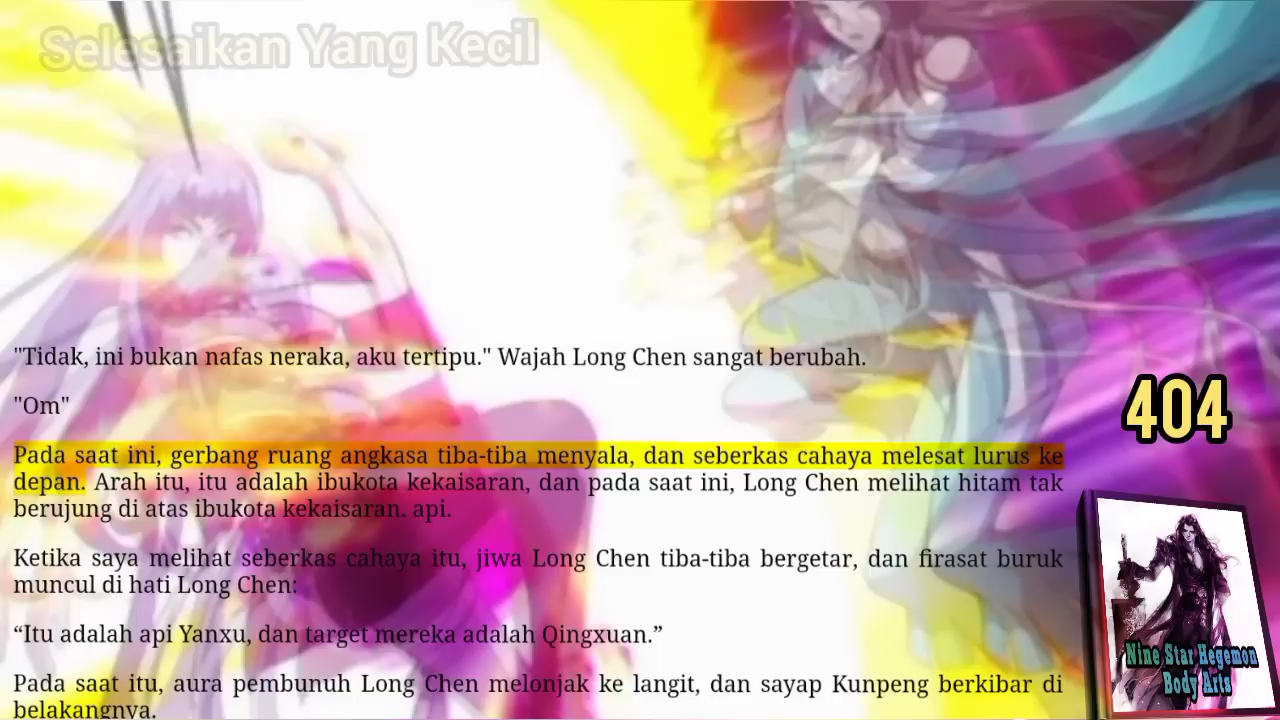 Selesaikan Yang Kecil
"Tidak, ini bukan nafas neraka, aku tertipu." Wajah Long Chen sangat berubah.
"Om"
Pada saat ini, gerbang ruang angkasa tiba-tiba menyala, dan seberkas cahaya melesat lurus ke
depan. Arah itu, itu adalah ibukota kekaisaran, dan pada saat ini, Long Chen melihat hitam tak
berujung di atas ibukota kekaisaran. api.
Ketika saya melihat seberkas cahaya itu, jiwa Long Chen tiba-tiba bergetar, dan firasat buruk
muncul di hati Long Chen:
“Itu adalah api Yanxu, dan target mereka adalah Qingxuan.”
Pada saat itu, aura pembunuh Long Chen melonjak ke langit, dan sayap Kunpeng berkibar di
belakangnya.
404
Nine Star Hegemon
Body Arts